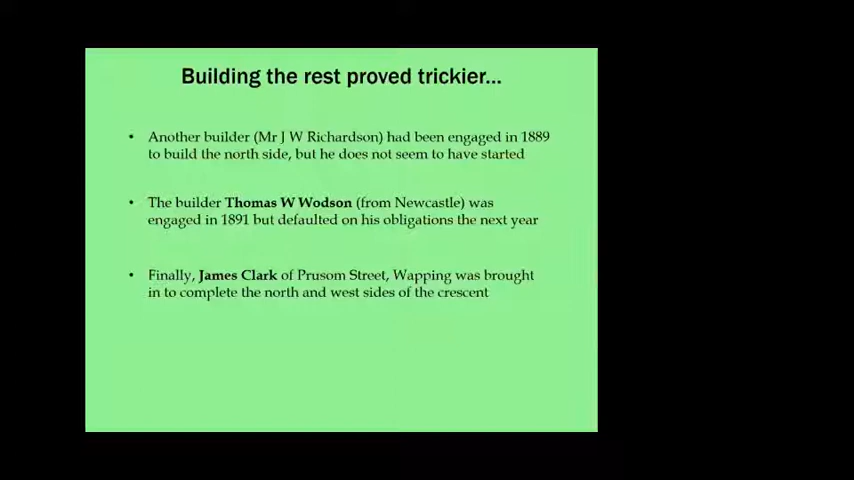 Building the rest proved trickier...
• Another builder (Mr J W Richardson) had been engaged in 1889
to build the north side, but he does not seem to have started
• The builder Thomas W Wodson (from Newcastle) was
engaged in 1891 but defaulted on his obligations the next year
• Finally, James Clark of Prusom Street, Wapping was brought
in to complete the north and west sides of the crescent